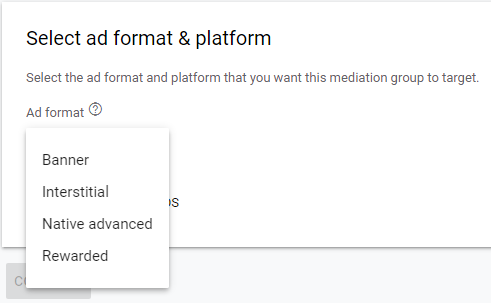 Select ad format & platform
Select the ad format and platform that you want this mediation group to target.
Ad format ?
Banner
Interstitial
Native advanced
Rewarded